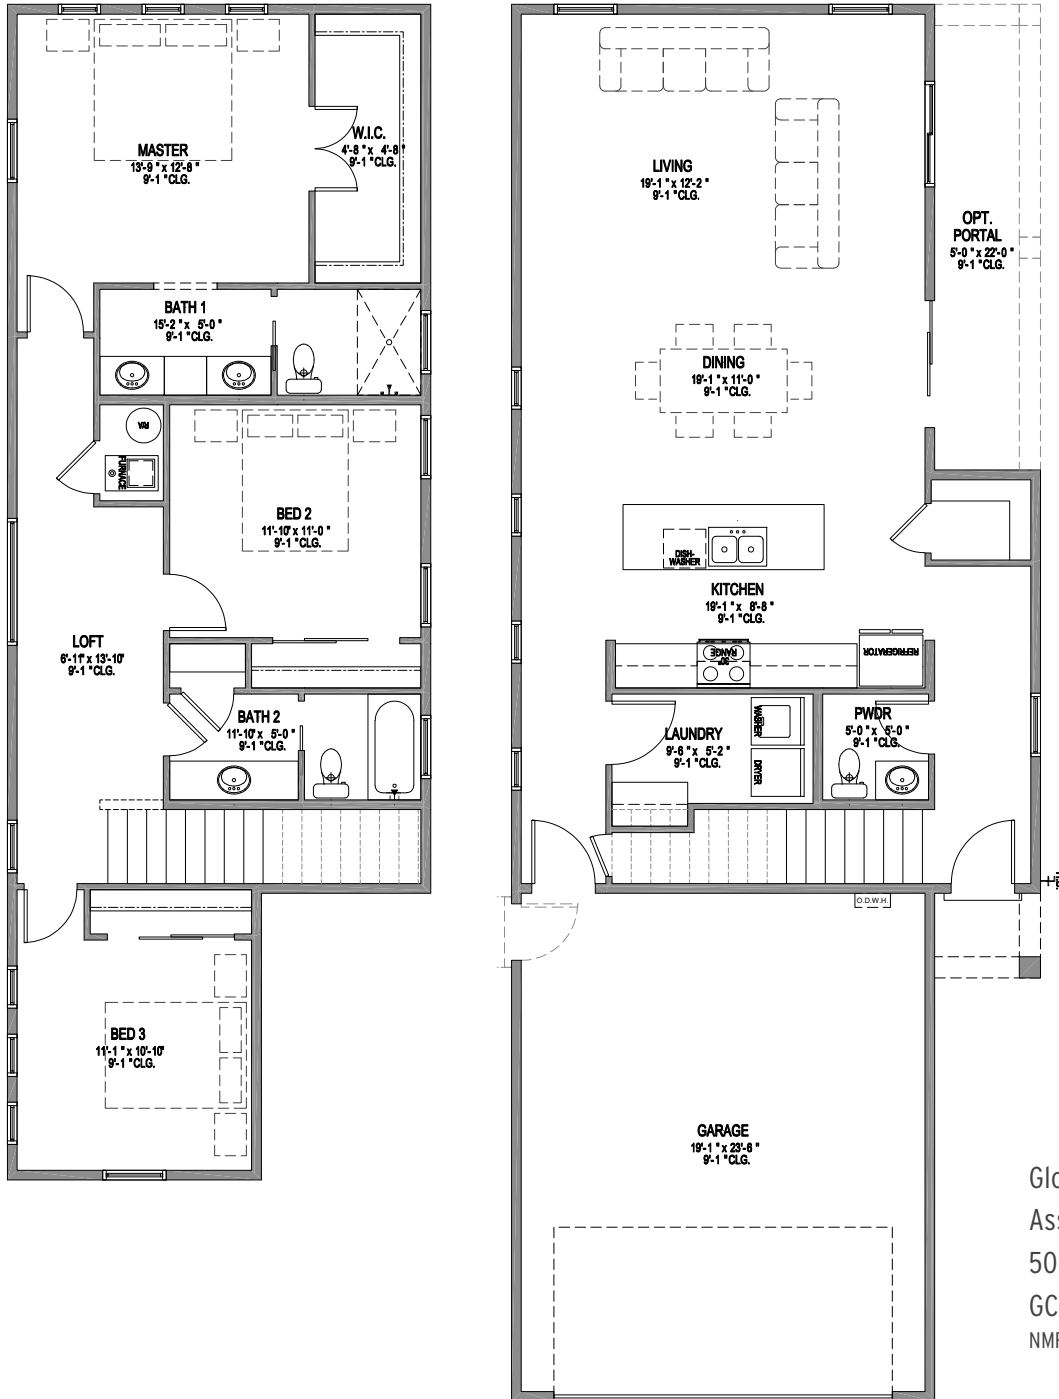 MASTER
13'-9 " x 12'-8 "
9'-1 "CLG.
W.I.C.
4'-8 " x 4'-8 "
9'-1 "CLG.
BATH 1
15'-2 " x 5'-0 "
9'-1 "CLG.
R/A
FURNACE
BED 2
11'-10" x 11'-0 "
9'-1 "CLG.
LOFT
6'-11" x 13'-10"
9'-1 "CLG.
BATH 2
11'-10" x 5'-0 "
9'-1 "CLG.
BED 3
11'-1 " x 10'-10"
9'-1 "CLG.
LIVING
19'-1 " x 12'-2 "
9'-1 "CLG.
OPT.
PORTAL
5'-0 " x 22'-0 "
9'-1 "CLG.
DINING
19'-1 " x 11'-0 "
9'-1 "CLG.
DISH-
WASHER
KITCHEN
19'-1 " x 8'-8 "
9'-1 "CLG.
30"
RANGE
REFRIGERATOR
LAUNDRY
9'-6 " x 5'-2 "
9'-1 "CLG.
WASHER
DRYER
PWDR
5'-0 " x 5'-0 "
9'-1 "CLG.
O.D.W.H.
GARAGE
19'-1 " x 23'-6 "
9'-1 "CLG.
Glo
Ass
50
GC
NMR